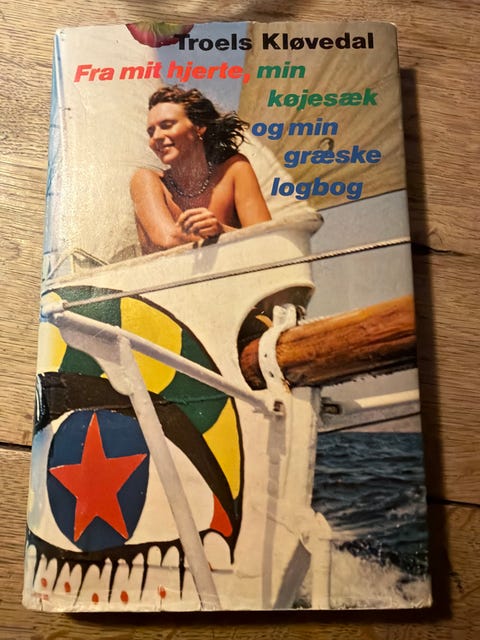 Troels Kløvedal
Fra mit hjerte, min
køjesæk
og min
græske
logbog